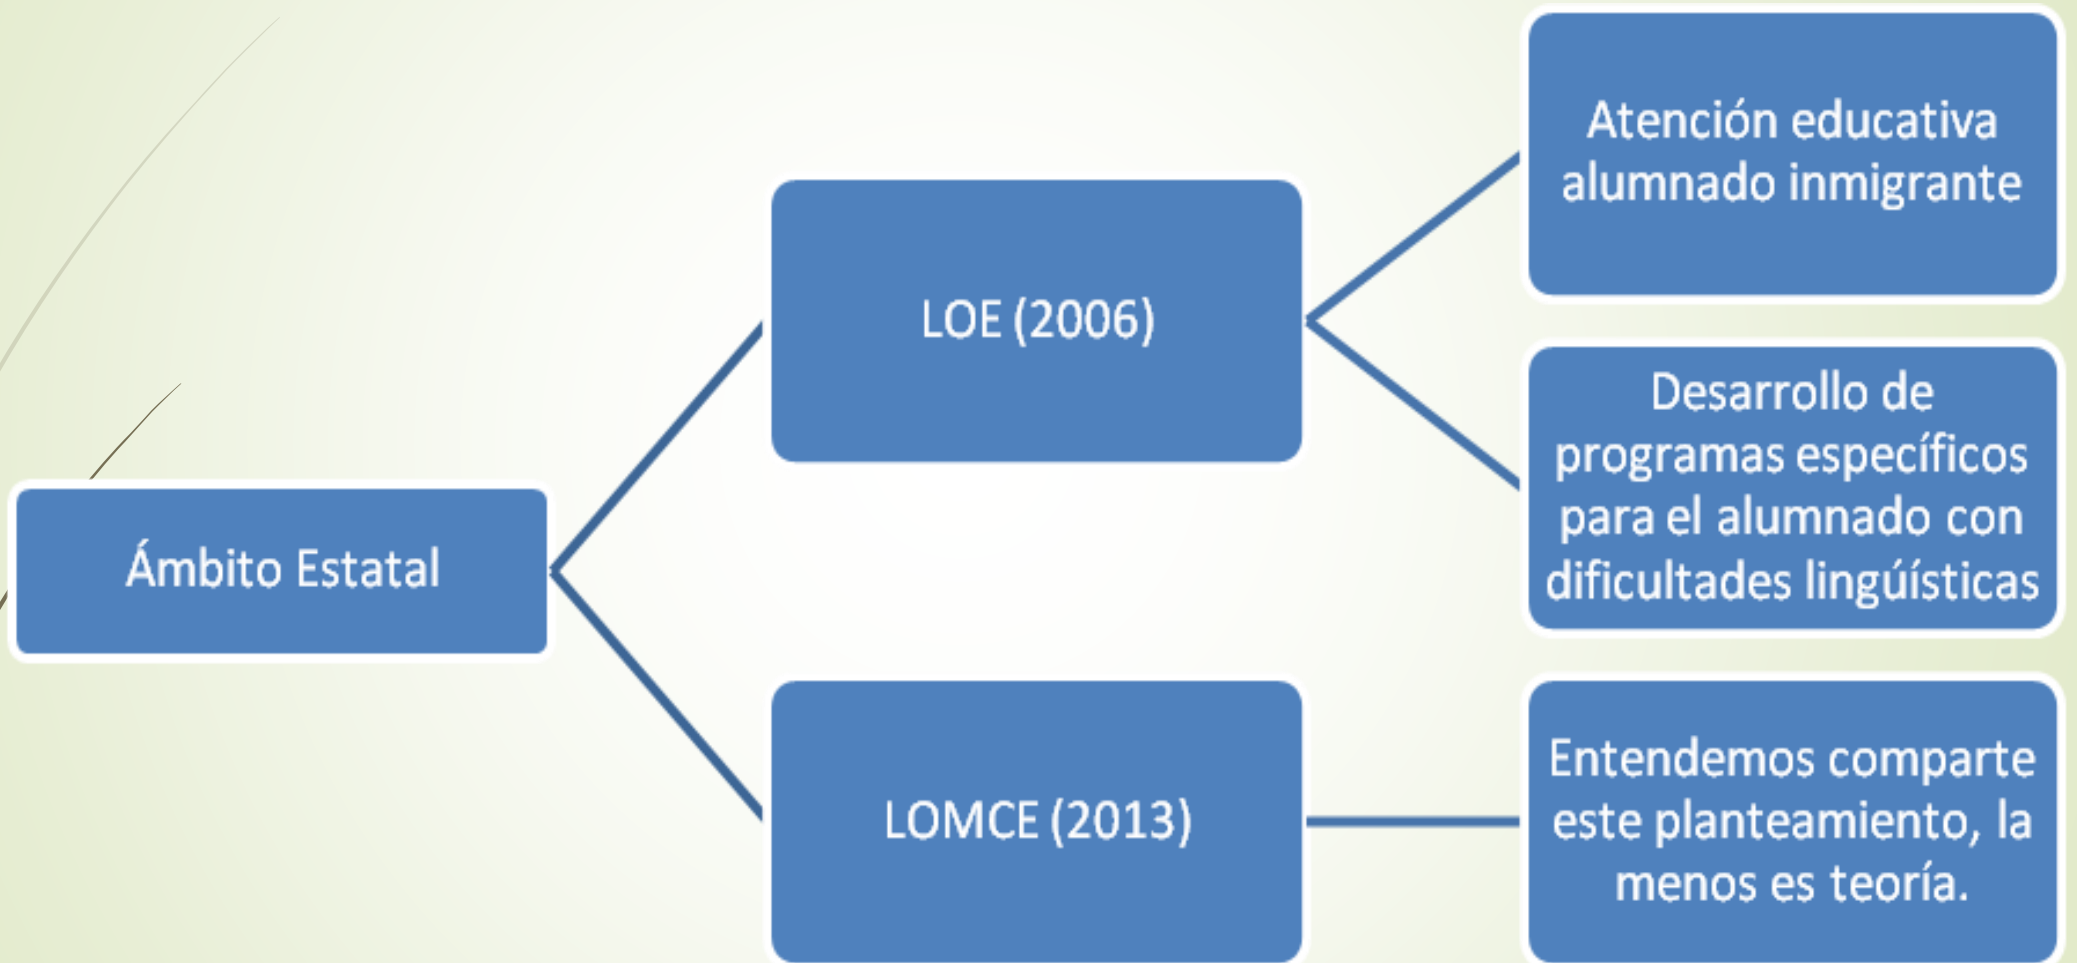 Ámbito Estatal
LOE (2006)
Atención educativa
alumnado inmigrante
Desarrollo de
programas específicos
para el alumnado con
dificultades lingúísticas
LOMCE (2013)
Entendemos comparte
este planteamiento, la
menos es teoría.